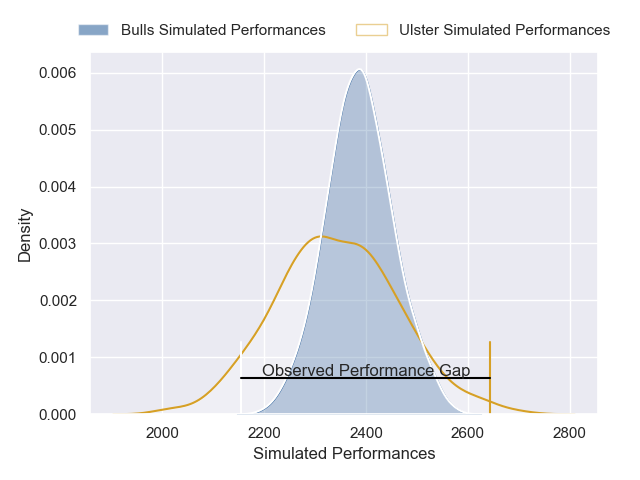 Bulls Simulated Performances
Ulster Simulated Performances
0.006
0.005
0.004
0.003
0.002
0.001
0.000
Density
Observed Performance Gap
2000
2200
2400
2600
2800
Simulated Performances